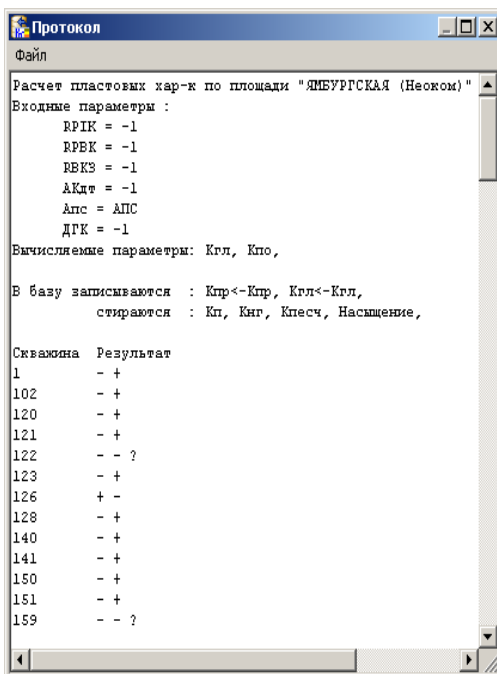 Протокол
Файл
Расчет пластовых хар-к по площади "ЯМБУРГСКАЯ (Неоком)"
Входные параметры :
RPIK = -1
RPBK = -1
RBKЗ = -1
АКдт = -1
Апс = АПС
ДГК = -1
Вычисляемые параметры: Кгл, Кпо,
В базу записываются : Кпр<-Кпр, Кгл<-Кгл,
стираются : Кп, Кнг, Кпесч, Насыщение,
Скважина Результат
1 - +
102 - +
120 - +
121 - +
122 - - ?
123 - +
126 + -
128 - +
140 - +
141 - +
150 - +
151 - +
159 - - ?